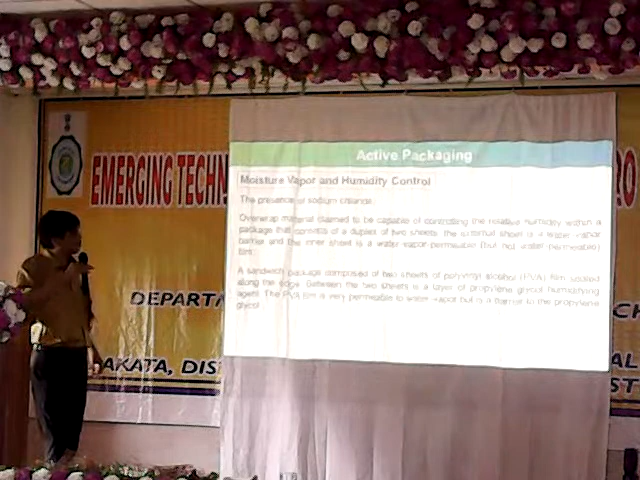 EMERGING TECHN
RO
Active Packaging
Moisture Vapor and Humidity Control
The presence of sodium chloride.
Overwrap material claimed to be capable of controlling the relative humidity within a
package that consists of a duplex of two sheets: the external sheet is a water vapor
barrier and the inner sheet is a water vapor permeable (but not water permeable)
film.
A sandwich package composed of two sheets of polyvinyl alcohol (PVA) film sealed
along the edge. Between the two sheets is a layer of propylene glycol humidifying
agent. The PVA film is very permeable to water vapor but is a barrier to the propylene
glycol
DEPARTA
CH
AKATA, DIST
AL
ST